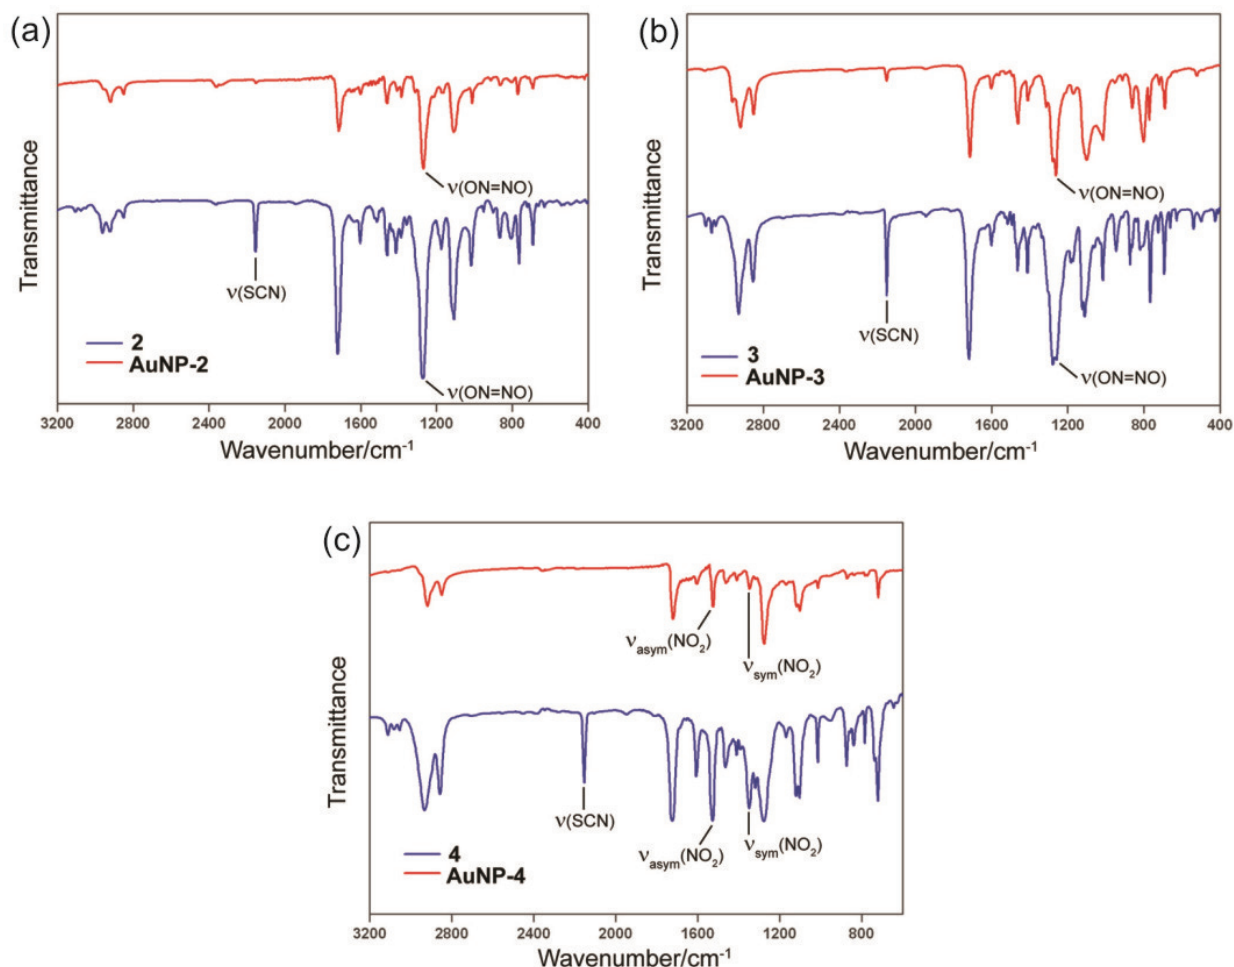 (a)
Transmittance
ν(ON=NO)
ν(SCN)
2
AuNP-2
ν(ON=NO)
3200 2800 2400 2000 1600 1200 800 400
Wavenumber/cm⁻¹
(b)
Transmittance
ν(ON=NO)
ν(SCN)
3
AuNP-3
ν(ON=NO)
3200 2800 2400 2000 1600 1200 800 400
Wavenumber/cm⁻¹
(c)
Transmittance
νasym(NO₂)
νsym(NO₂)
ν(SCN)
νasym(NO₂)
νsym(NO₂)
4
AuNP-4
3200 2800 2400 2000 1600 1200 800
Wavenumber/cm⁻¹